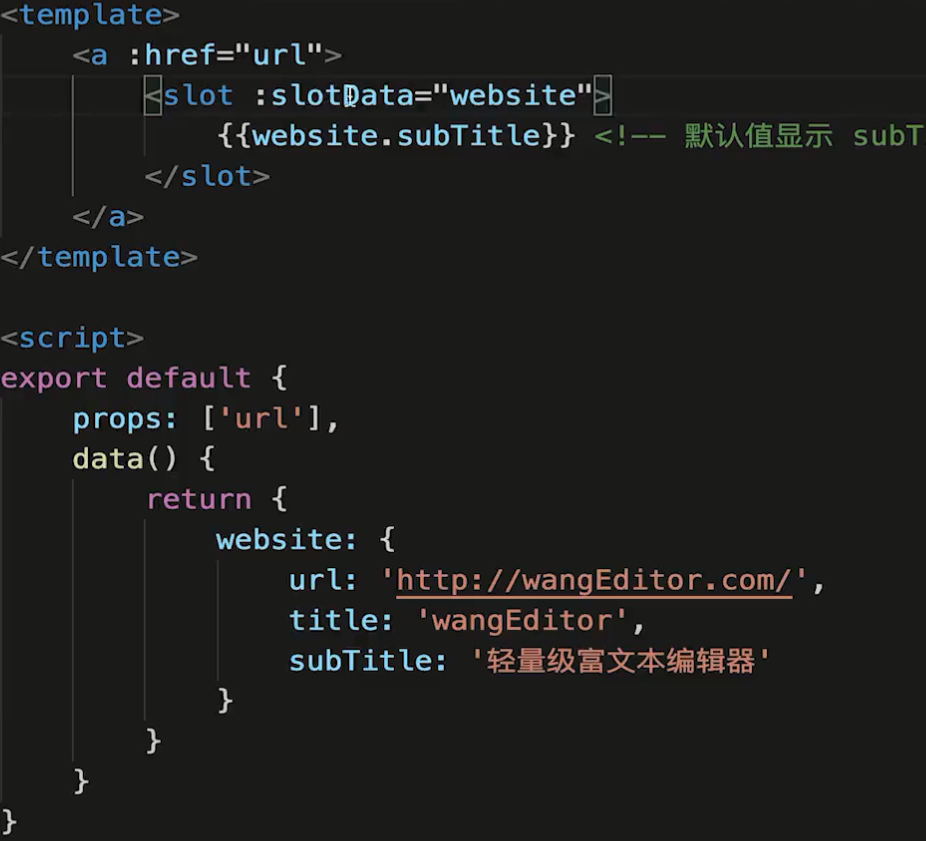 <template>
<a :href="url">
<slot :slotData="website">
{{website.subTitle}} <!-- 默认值显示 subT
</slot>
</a>
</template>
<script>
export default {
props: ['url'],
data() {
return {
website: {
url: 'http://wangEditor.com/',
title: 'wangEditor',
subTitle: '轻量级富文本编辑器'
}
}
}
}